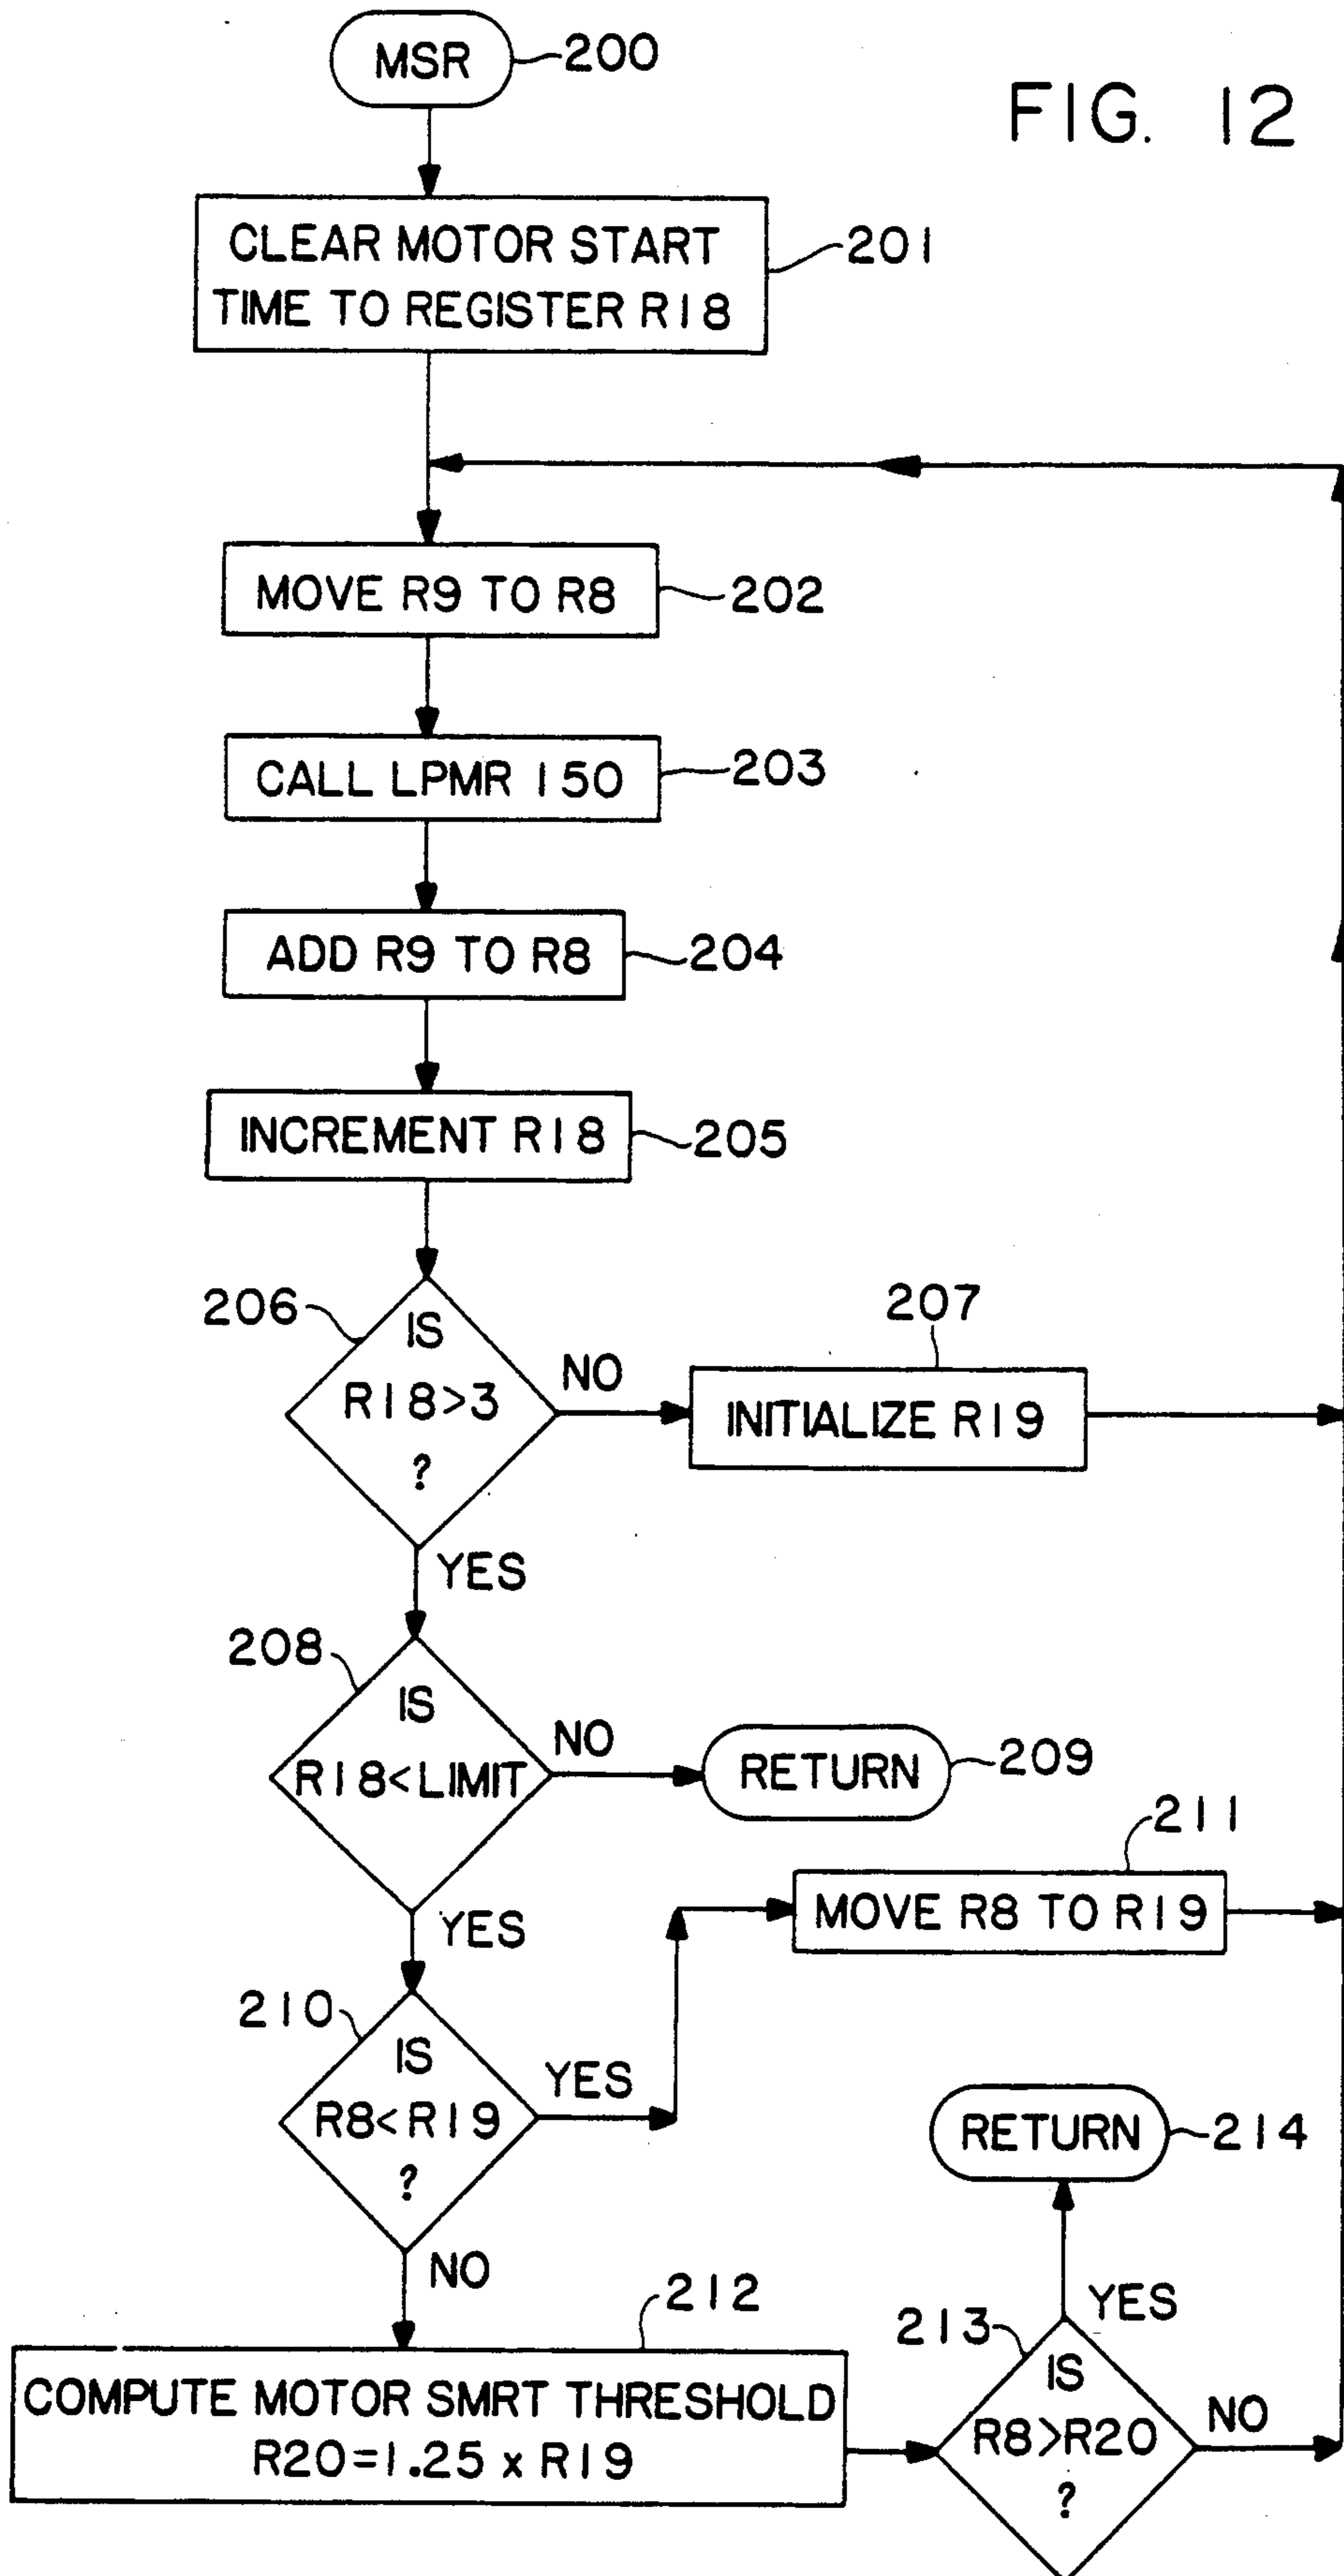 MSR
200
FIG. 12
CLEAR MOTOR START
TIME TO REGISTER R18
201
MOVE R9 TO R8
202
CALL LPMR 150
203
ADD R9 TO R8
204
INCREMENT R18
205
206
IS
R18>3
?
NO
207
INITIALIZE R19
YES
208
IS
R18<LIMIT
NO
RETURN
209
YES
211
MOVE R8 TO R19
210
IS
R8<R19
?
YES
NO
RETURN
214
212
COMPUTE MOTOR SMRT THRESHOLD
R20=1.25 x R19
213
YES
IS
R8>R20
?
NO